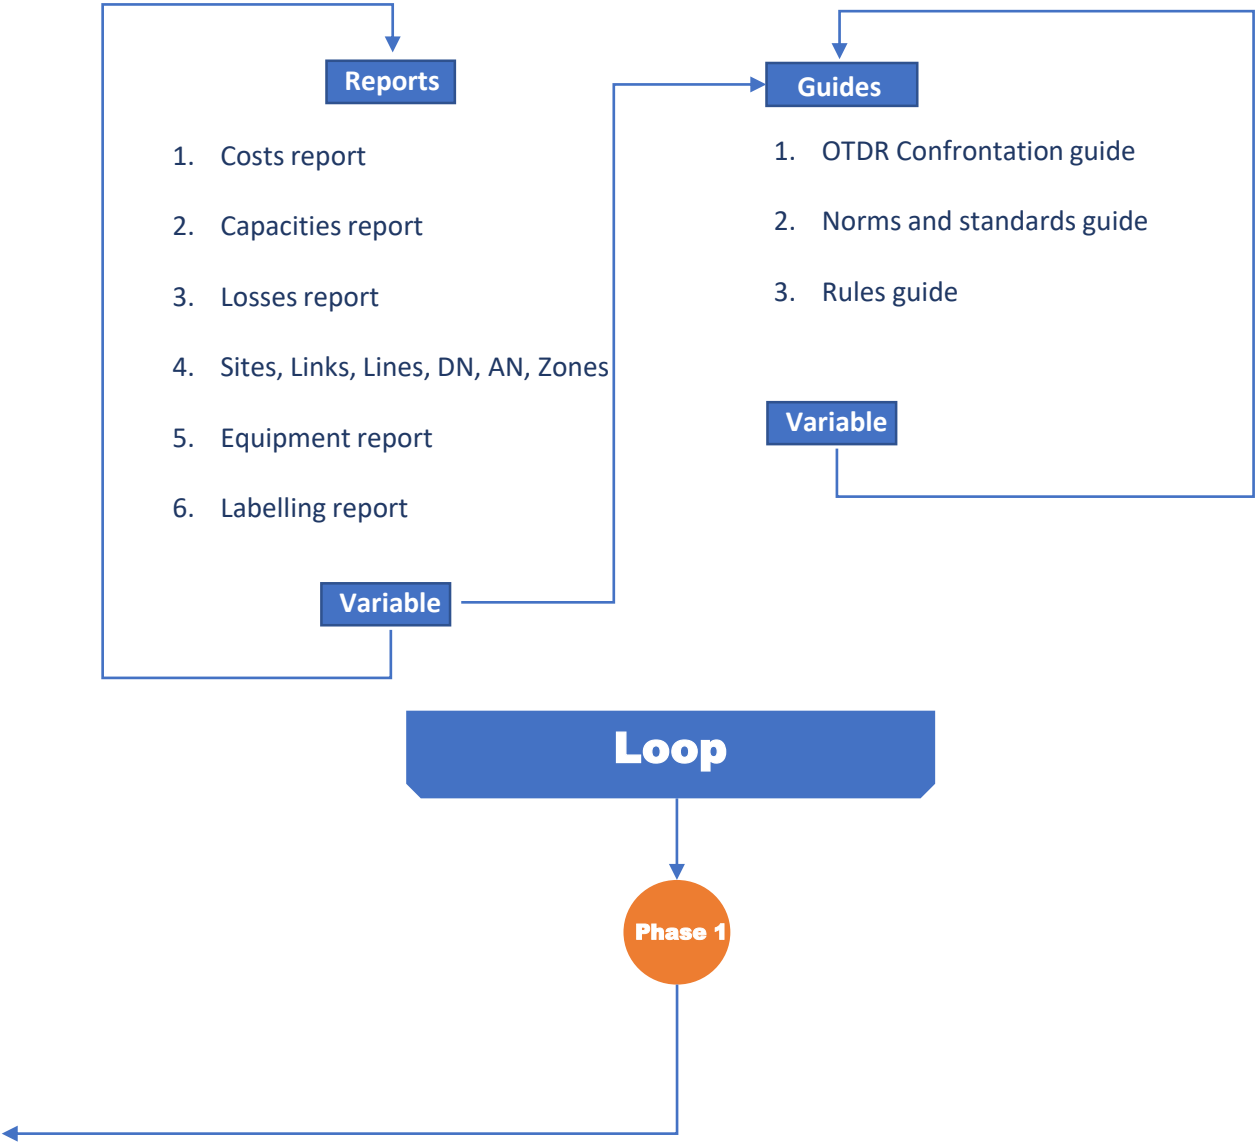 Reports
1. Costs report
2. Capacities report
3. Losses report
4. Sites, Links, Lines, DN, AN, Zones
5. Equipment report
6. Labelling report
Variable
Guides
1. OTDR Confrontation guide
2. Norms and standards guide
3. Rules guide
Variable
Loop
Phase 1